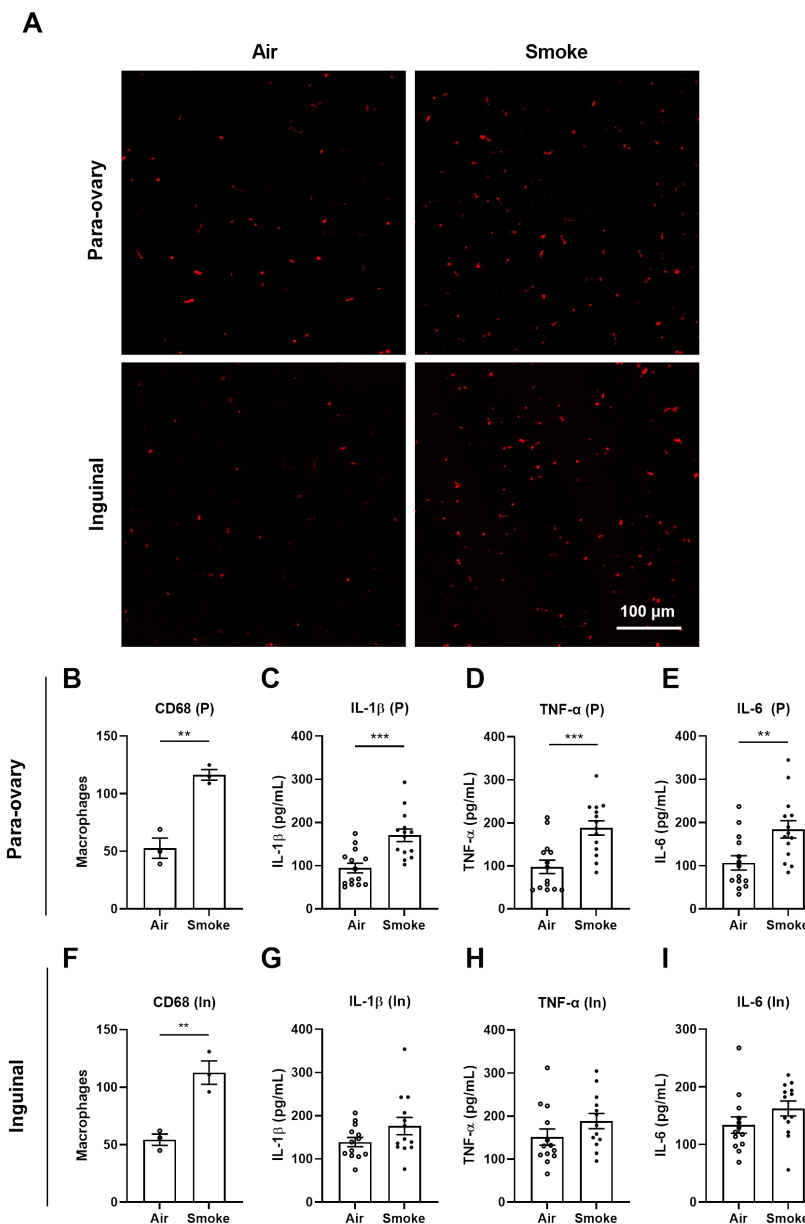 A
Air
Smoke
Para-ovary
Inguinal
100 µm
Para-ovary
B
CD68 (P)
**
Macrophages
150
100
50
0
Air
Smoke
C
IL-1β (P)
***
IL-1β (pg/mL)
400
300
200
100
0
Air
Smoke
D
TNF-α (P)
***
TNF-α (pg/mL)
400
300
200
100
0
Air
Smoke
E
IL-6 (P)
**
IL-6 (pg/mL)
400
300
200
100
0
Air
Smoke
Inguinal
F
CD68 (In)
**
Macrophages
150
100
50
0
Air
Smoke
G
IL-1β (In)
IL-1β (pg/mL)
400
300
200
100
0
Air
Smoke
H
TNF-α (In)
TNF-α (pg/mL)
400
300
200
100
0
Air
Smoke
I
IL-6 (In)
IL-6 (pg/mL)
300
200
100
0
Air
Smoke